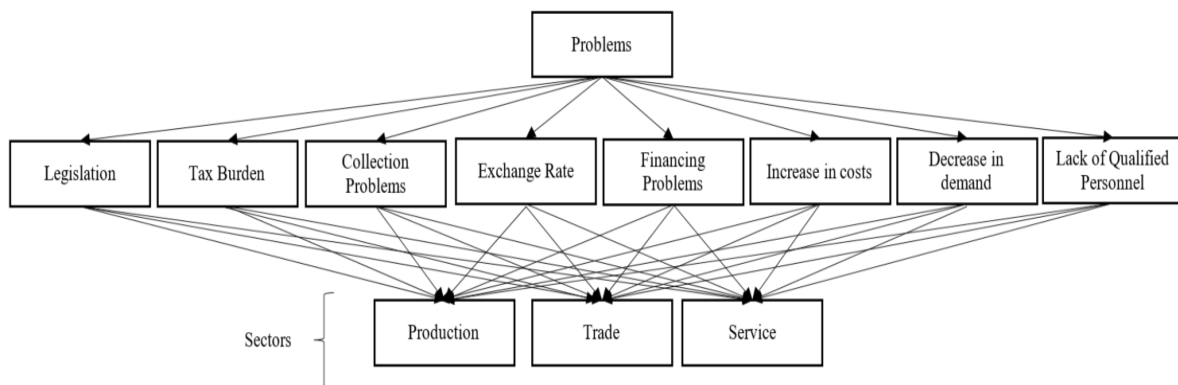 Problems
Legislation
Tax Burden
Collection
Problems
Exchange Rate
Financing
Problems
Increase in costs
Decrease in
demand
Lack of Qualified
Personnel
Production
Trade
Service
Sectors